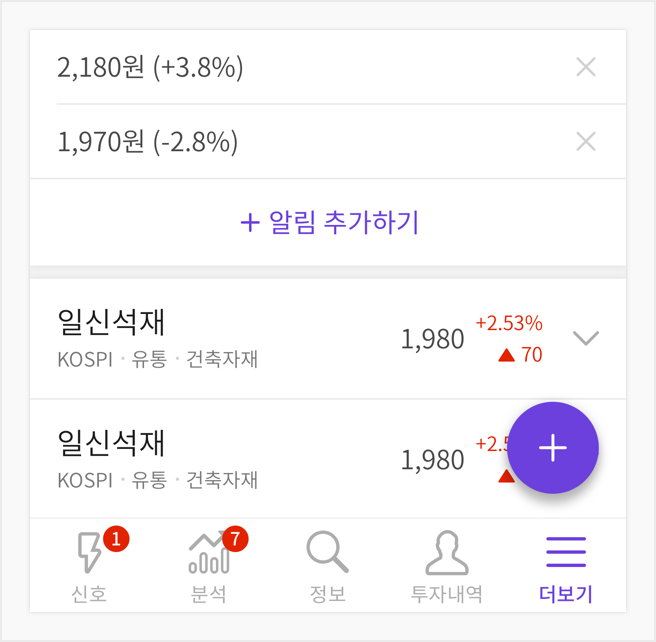 2,180원 (+3.8%)
1,970원 (-2.8%)
+ 알림 추가하기
일신석재
KOSPI · 유통 · 건축자재
1,980
+2.53%
▲ 70
일신석재
KOSPI · 유통 · 건축자재
1,980
+2.5
▲
1
7
신호
분석
정보
투자내역
더보기